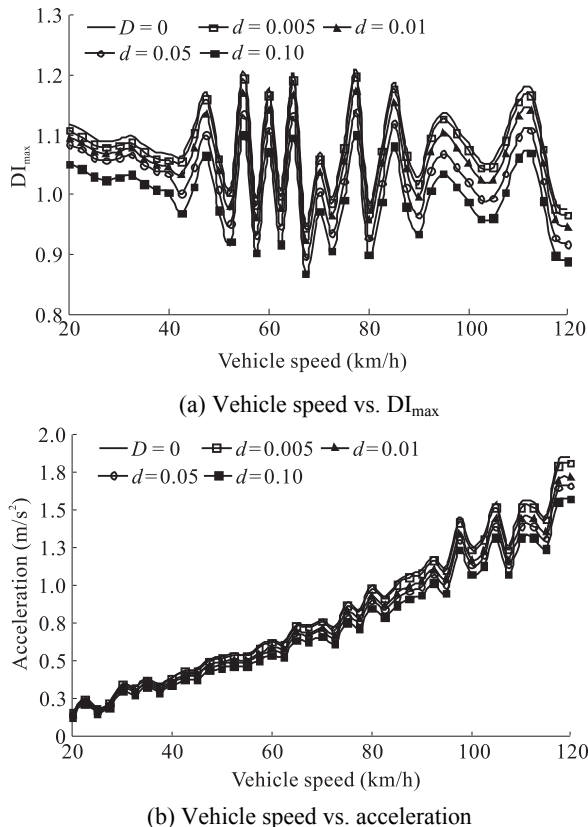 D = 0 d = 0.005 d = 0.01
d = 0.05 d = 0.10
1.3
1.2
1.1
1.0
0.9
0.8
DImax
20 40 60 80 100 120
Vehicle speed (km/h)
(a) Vehicle speed vs. DImax
D = 0 d = 0.005 d = 0.01
d = 0.05 d = 0.10
2.0
1.8
1.5
1.3
1.0
0.8
0.5
0.3
0
Acceleration (m/s²)
20 40 60 80 100 120
Vehicle speed (km/h)
(b) Vehicle speed vs. acceleration